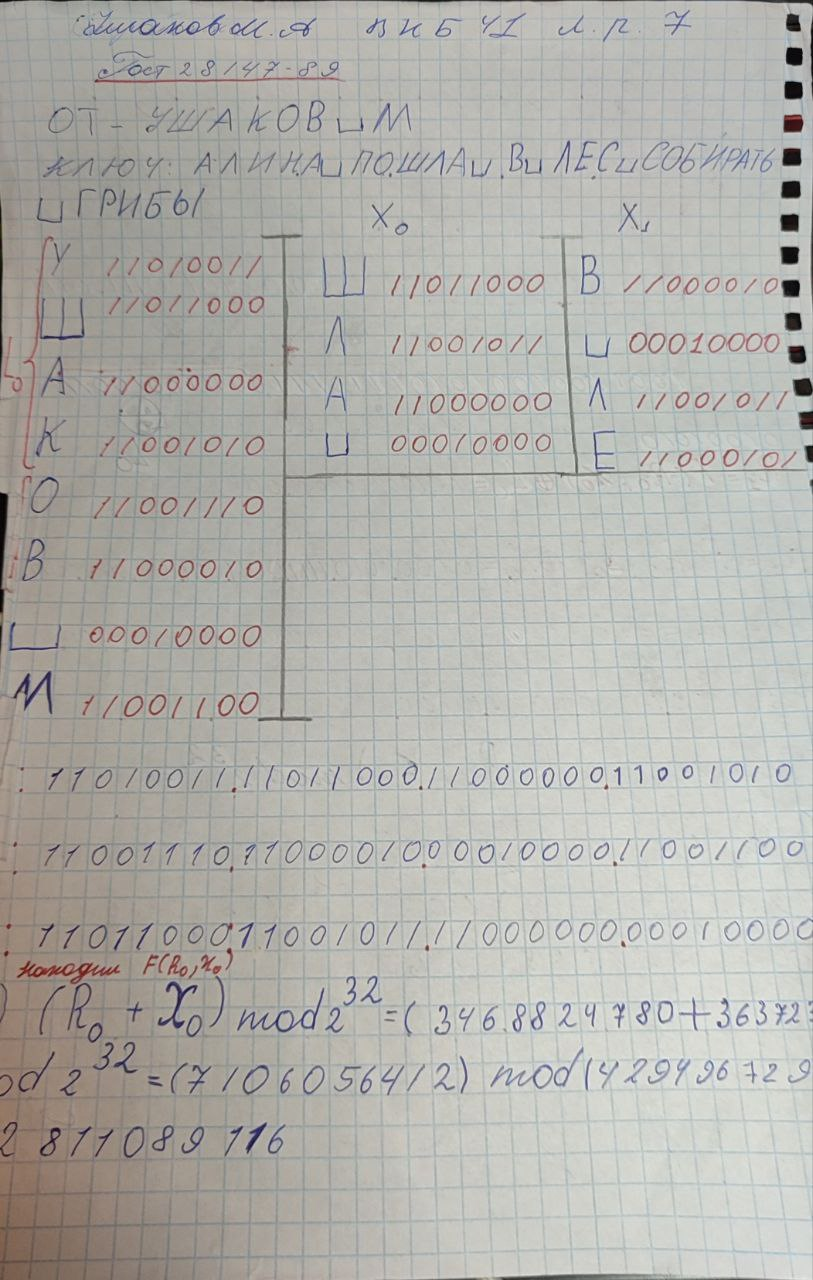 Ушаков М. А ВКБ 41 л. р. 7
Гост 28147-89
ОТ - УШАКОВ␣М
КЛЮЧ: АЛИНА␣ПОШЛА␣В␣ЛЕС␣СОБИРАТЬ
␣ГРИБЫ
X₀ X₁
У 11010011 Ш 11011000 В 11000010
Ш 11011000 Л 11001011 ␣ 00010000
А 11000000 А 11000000 Л 11001011
К 11001010 ␣ 00010000 Е 11000101
О 11001110
В 11000010
␣ 00010000
М 11001100
: 11010011.11011000.11000000.11001010
: 11001110.11000010.00010000.11001100
: 11011000.11001011.11000000.00010000
находим F(R₀, X₀)
) (R₀ + X₀) mod 2³² = (3468824780 + 363723
od 2³² = (7106056412) mod (429496729
2811089116